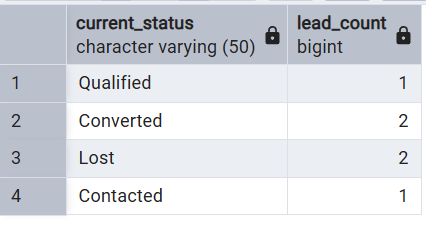 current_status lead_count
character varying (50) bigint
1 Qualified 1
2 Converted 2
3 Lost 2
4 Contacted 1